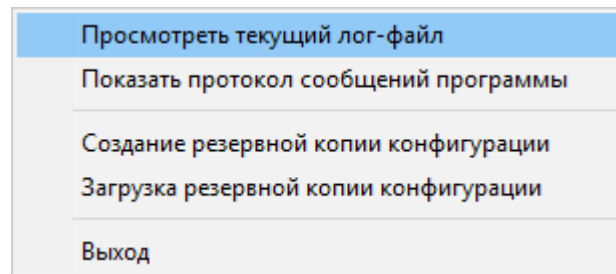 Просмотреть текущий лог-файл
Показать протокол сообщений программы
Создание резервной копии конфигурации
Загрузка резервной копии конфигурации
Выход